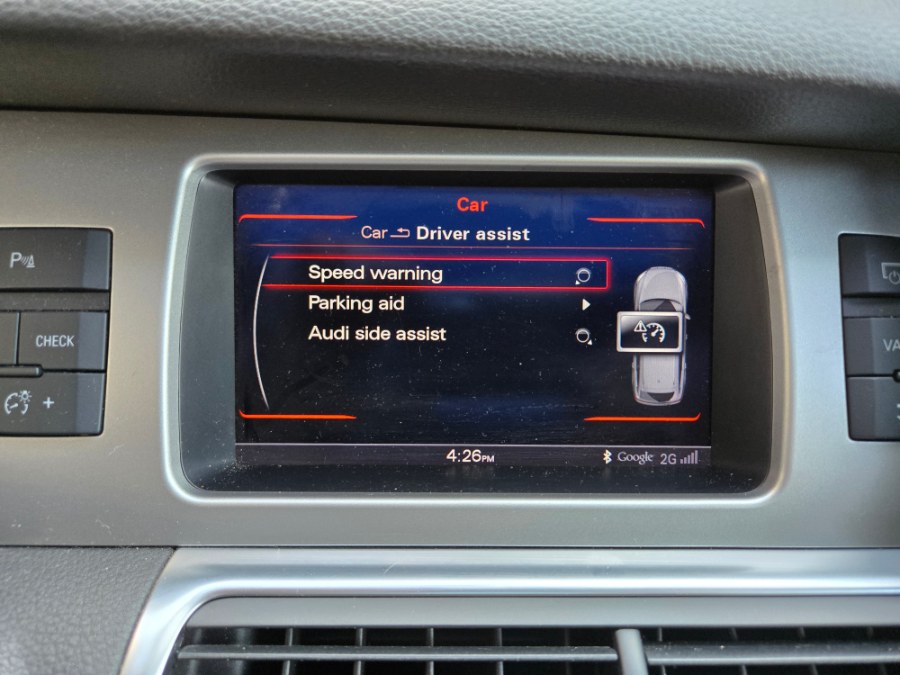 Car
Car Driver assist
Speed warning
Parking aid
Audi side assist
4:26PM
Google 2G
P
CHECK
+